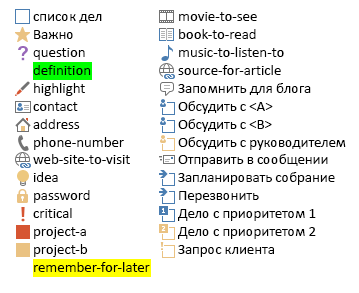 список дел
Важно
question
definition
highlight
contact
address
phone-number
web-site-to-visit
idea
password
critical
project-a
project-b
remember-for-later
movie-to-see
book-to-read
music-to-listen-to
source-for-article
Запомнить для блога
Обсудить с <A>
Обсудить с <B>
Обсудить с руководителем
Отправить в сообщении
Запланировать собрание
Перезвонить
1 Дело с приоритетом 1
2 Дело с приоритетом 2
Запрос клиента